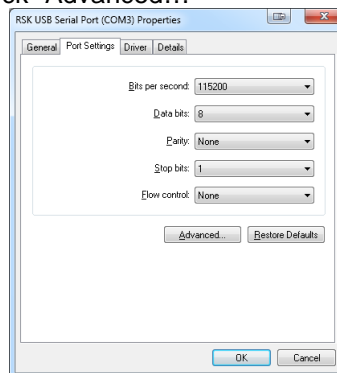 Advanced...
RSK USB Serial Port (COM3) Properties
General Port Settings Driver Details
Bits per second: 115200
Data bits: 8
Parity: None
Stop bits: 1
Flow control: None
Advanced... Restore Defaults
OK Cancel